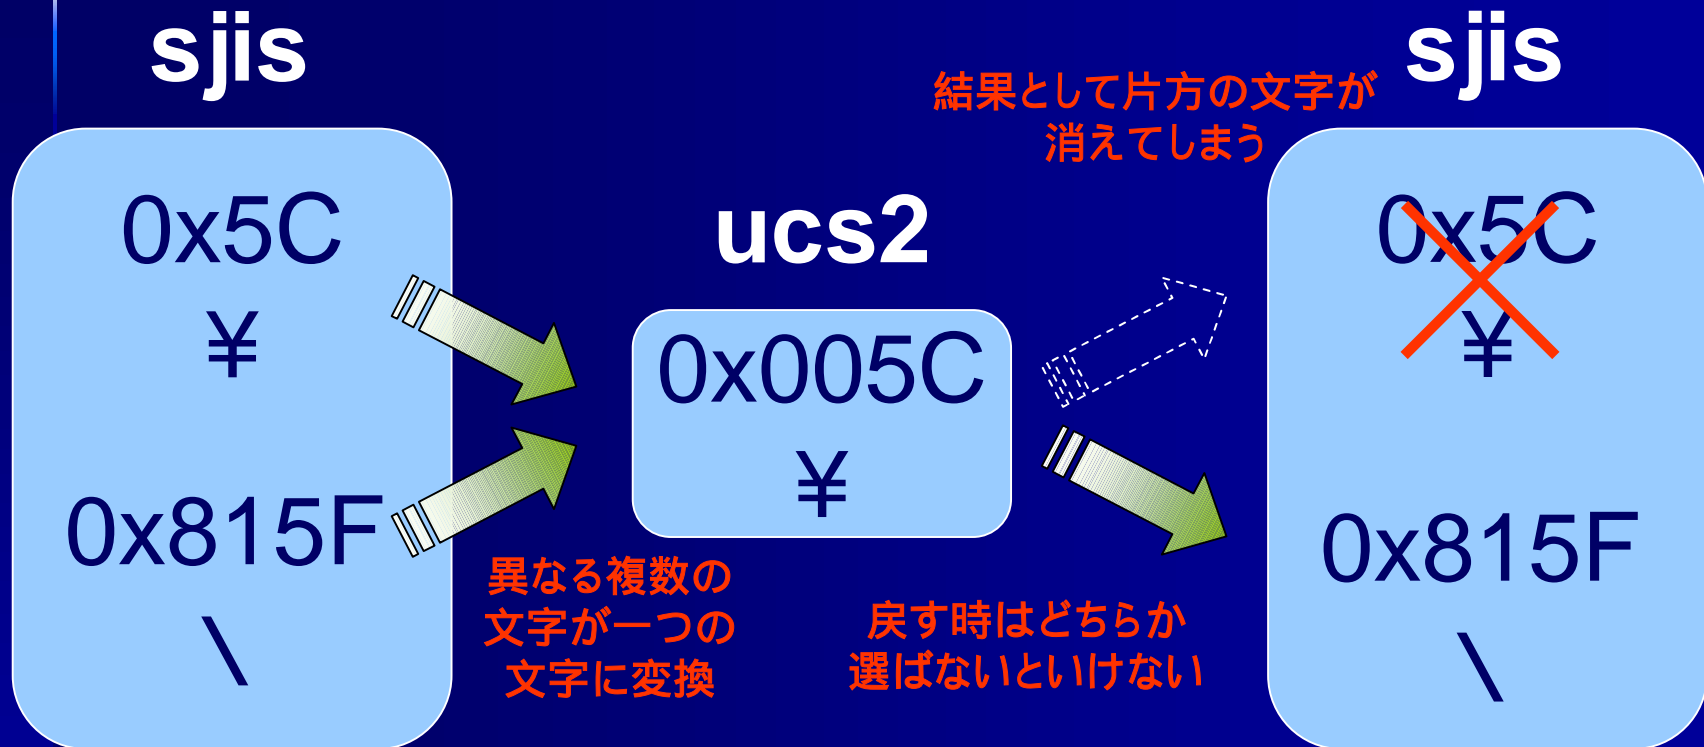 sjis
0x5C
¥
0x815F
\
異なる複数の
文字が一つの
文字に変換
ucs2
0x005C
¥
戻す時はどちらか
選ばないといけない
結果として片方の文字が
消えてしまう
sjis
0x5C
¥
0x815F
\